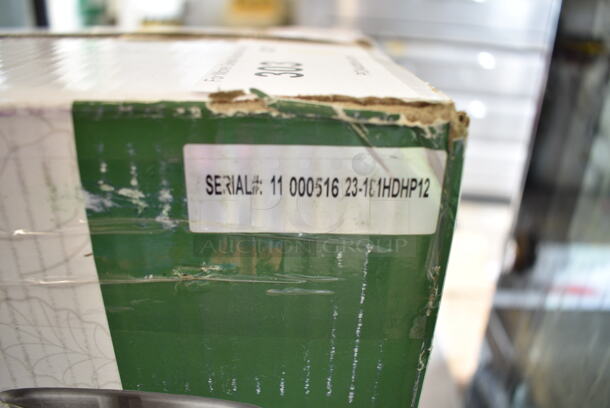 303
SERIAL#: 11 000516 23-101HDHP12
AUCTION GROUP